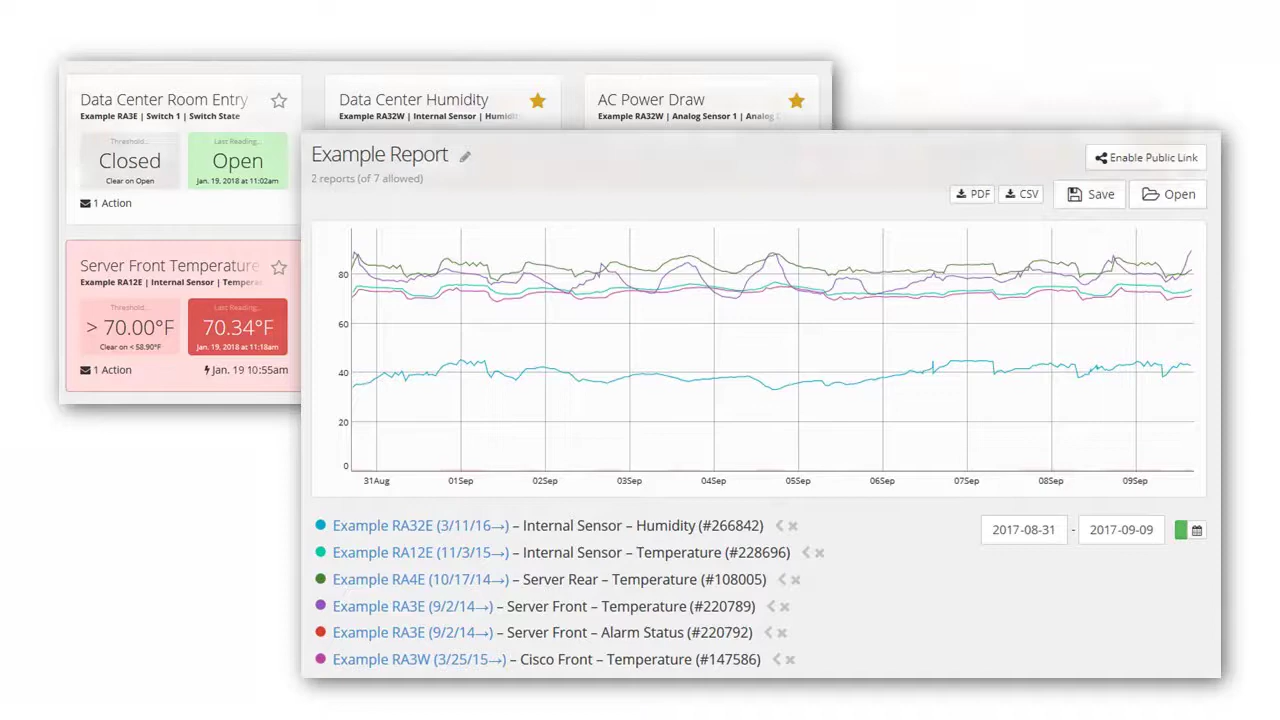 Data Center Room Entry
Example RA3E | Switch 1 | Switch State
Threshold...
Closed
Clear on Open
Last Reading...
Open
Jan. 19, 2018 at 11:02am
1 Action
Data Center Humidity
Example RA32W | Internal Sensor |
AC Power Draw
Example RA32W | Analog Sensor 1 |
Server Front Temperature
Example RA12E | Internal Sensor |
Threshold...
> 70.00°F
Clear on < 58.90°F
Last Reading...
70.34°F
Jan. 19, 2018 at 11:18am
1 Action
Jan. 19 10:55am
Example Report
2 reports (of 7 allowed)
Enable Public Link
PDF
CSV
Save
Open
80
60
40
20
0
31Aug 01Sep 02Sep 03Sep 04Sep 05Sep 06Sep 07Sep 08Sep 09Sep
Example RA32E (3/11/16→) – Internal Sensor – Humidity (#266842)
2017-08-31 - 2017-09-09
Example RA12E (11/3/15→) – Internal Sensor – Temperature (#228696)
Example RA4E (10/17/14→) – Server Rear – Temperature (#108005)
Example RA3E (9/2/14→) – Server Front – Temperature (#220789)
Example RA3E (9/2/14→) – Server Front – Alarm Status (#220792)
Example RA3W (3/25/15→) – Cisco Front – Temperature (#147586)